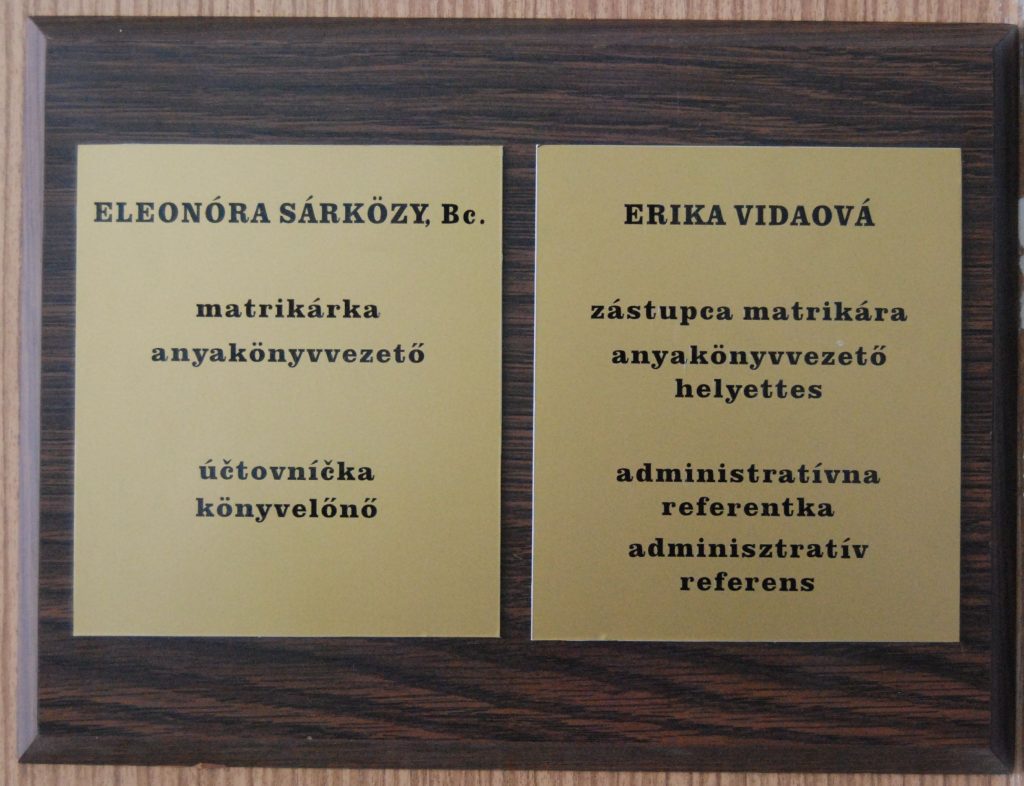 ELEONÓRA SÁRKÖZY, Bc.
matrikárka
anyakönyvvezető
účtovníčka
könyvelőnő
ERIKA VIDAOVÁ
zástupca matrikára
anyakönyvvezető
helyettes
administratívna
referentka
adminisztratív
referens